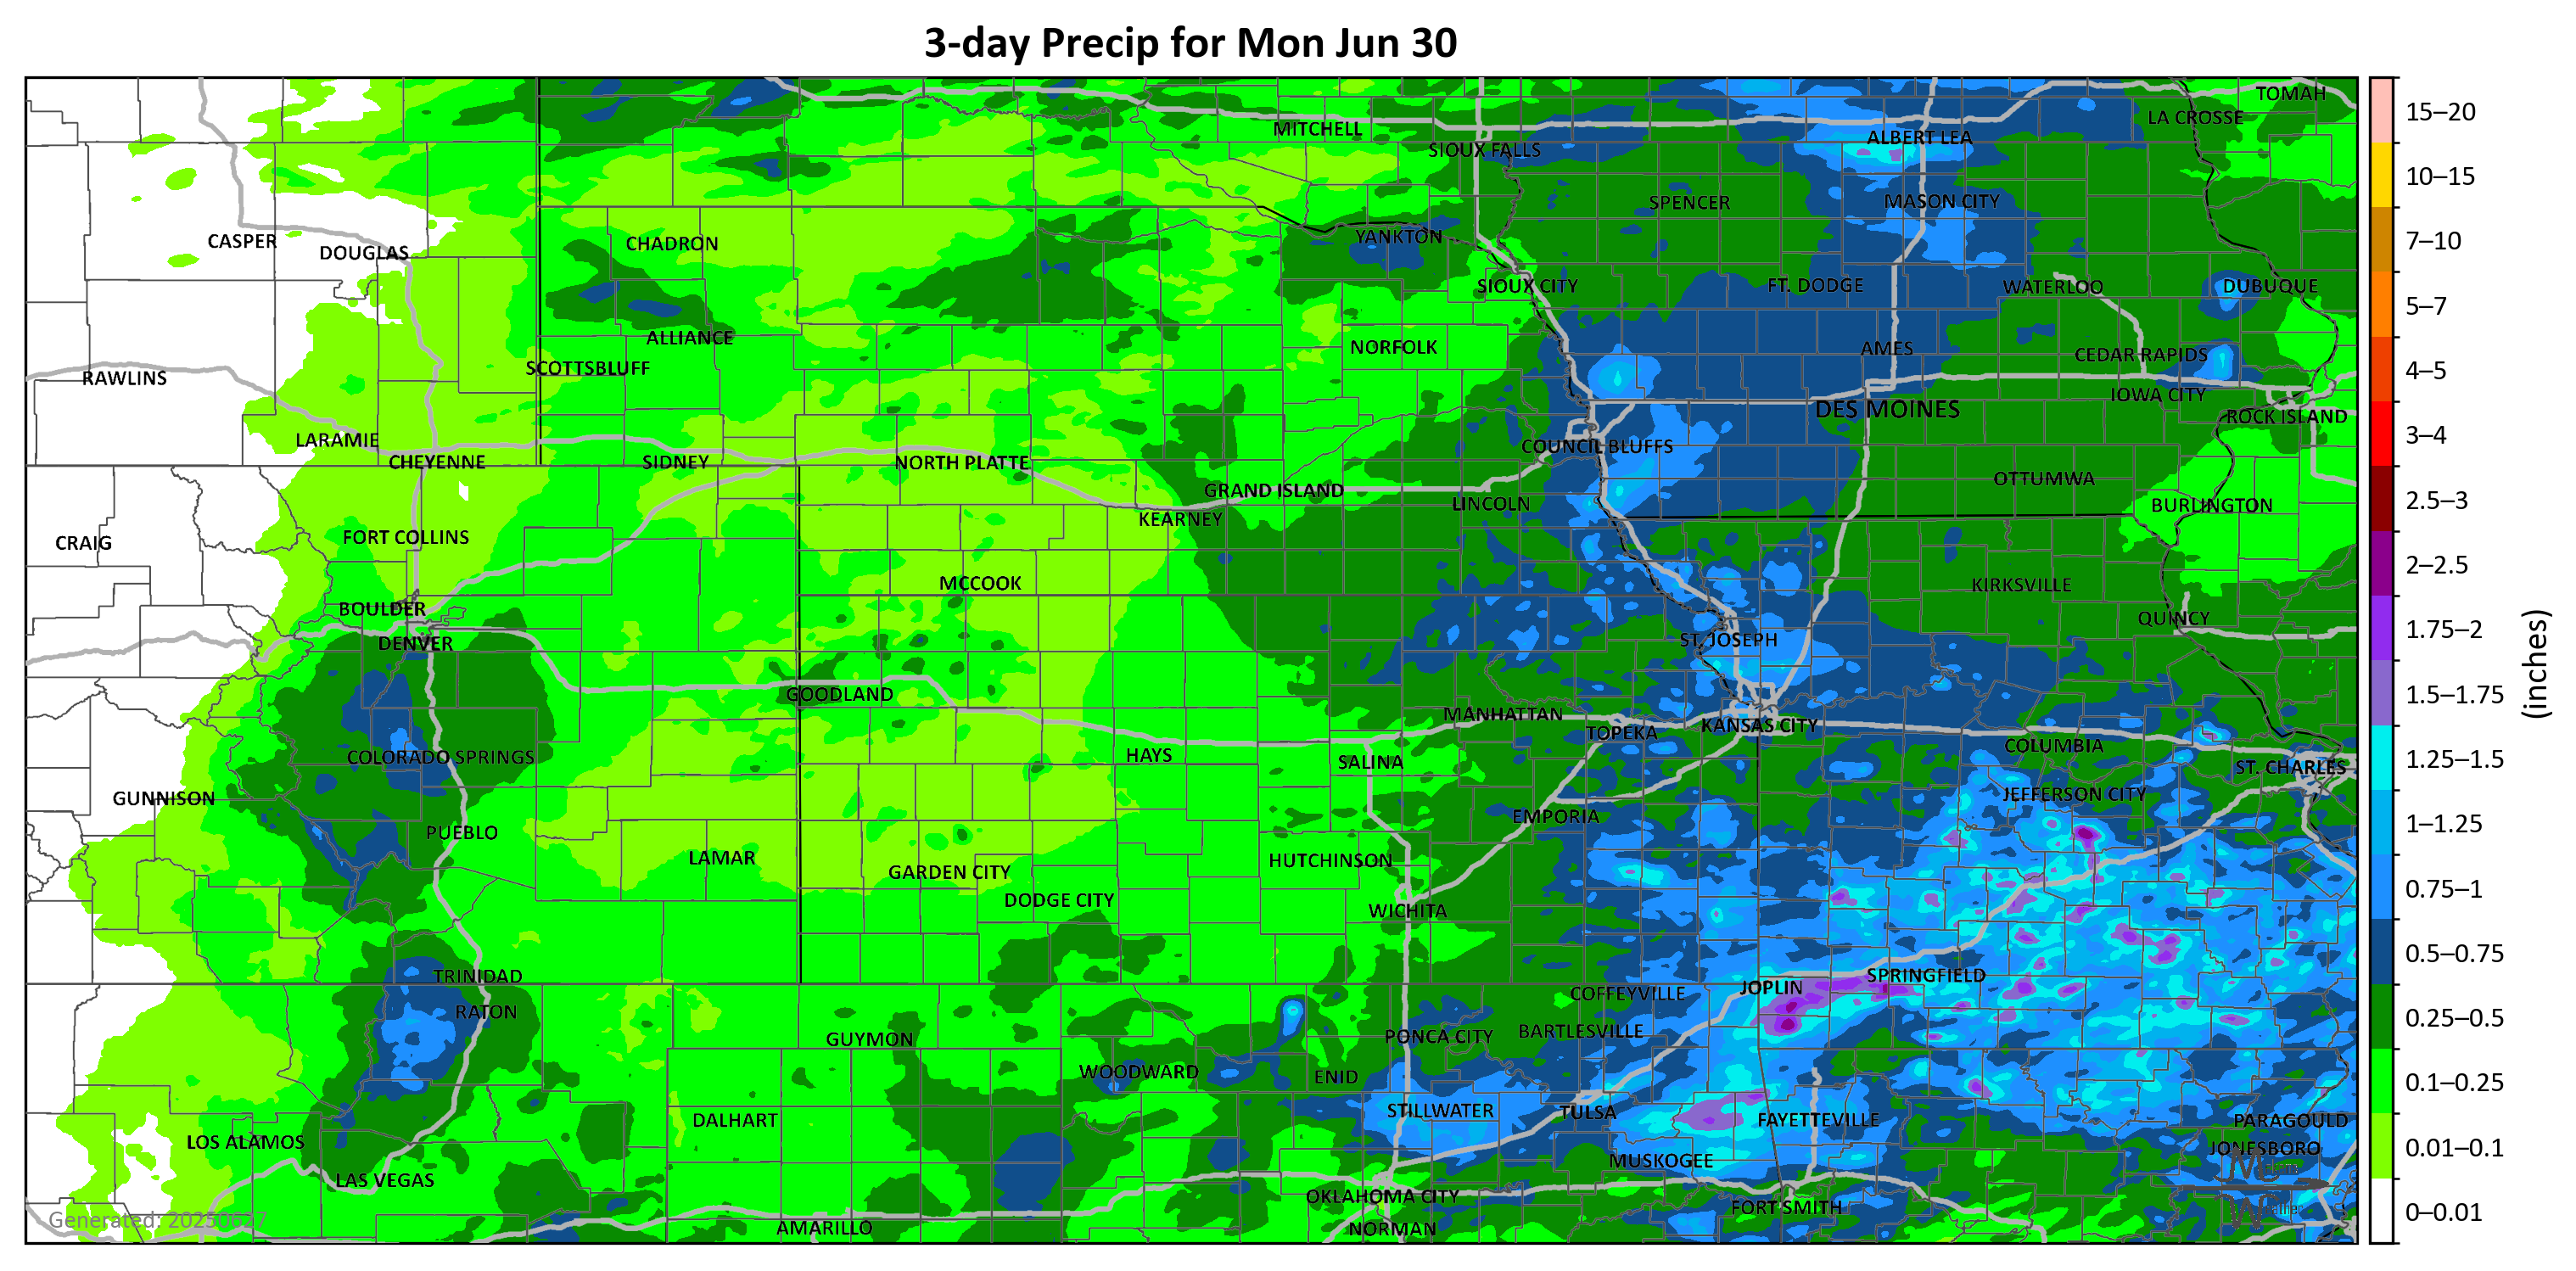 3-day Precip for Mon Jun 30
TOMAH
LA CROSSE
MITCHELL
ALBERT LEA
SIOUX FALLS
SPENCER
MASON CITY
YANKTON
CASPER
DOUGLAS
CHADRON
SIOUX CITY
FT. DODGE
WATERLOO
DUBUQUE
ALLIANCE
NORFOLK
AMES
CEDAR RAPIDS
SCOTTSBLUFF
RAWLINS
IOWA CITY
DES MOINES
ROCK ISLAND
LARAMIE
COUNCIL BLUFFS
CHEYENNE
SIDNEY
NORTH PLATTE
OTTUMWA
GRAND ISLAND
LINCOLN
BURLINGTON
KEARNEY
FORT COLLINS
CRAIG
MCCOOK
KIRKSVILLE
BOULDER
QUINCY
DENVER
ST. JOSEPH
GOODLAND
MANHATTAN
TOPEKA
KANSAS CITY
COLUMBIA
COLORADO SPRINGS
HAYS
SALINA
ST. CHARLES
GUNNISON
JEFFERSON CITY
EMPORIA
PUEBLO
LAMAR
HUTCHINSON
GARDEN CITY
DODGE CITY
WICHITA
TRINIDAD
SPRINGFIELD
JOPLIN
COFFEYVILLE
RATON
BARTLESVILLE
PONCA CITY
GUYMON
WOODWARD
ENID
STILLWATER
TULSA
DALHART
FAYETTEVILLE
PARAGOULD
LOS ALAMOS
JONESBORO
MUSKOGEE
LAS VEGAS
OKLAHOMA CITY
FORT SMITH
AMARILLO
NORMAN
Generated: 20250627
15–20
10–15
7–10
5–7
4–5
3–4
2.5–3
2–2.5
1.75–2
1.5–1.75
1.25–1.5
1–1.25
0.75–1
0.5–0.75
0.25–0.5
0.1–0.25
0.01–0.1
0–0.01
(inches)